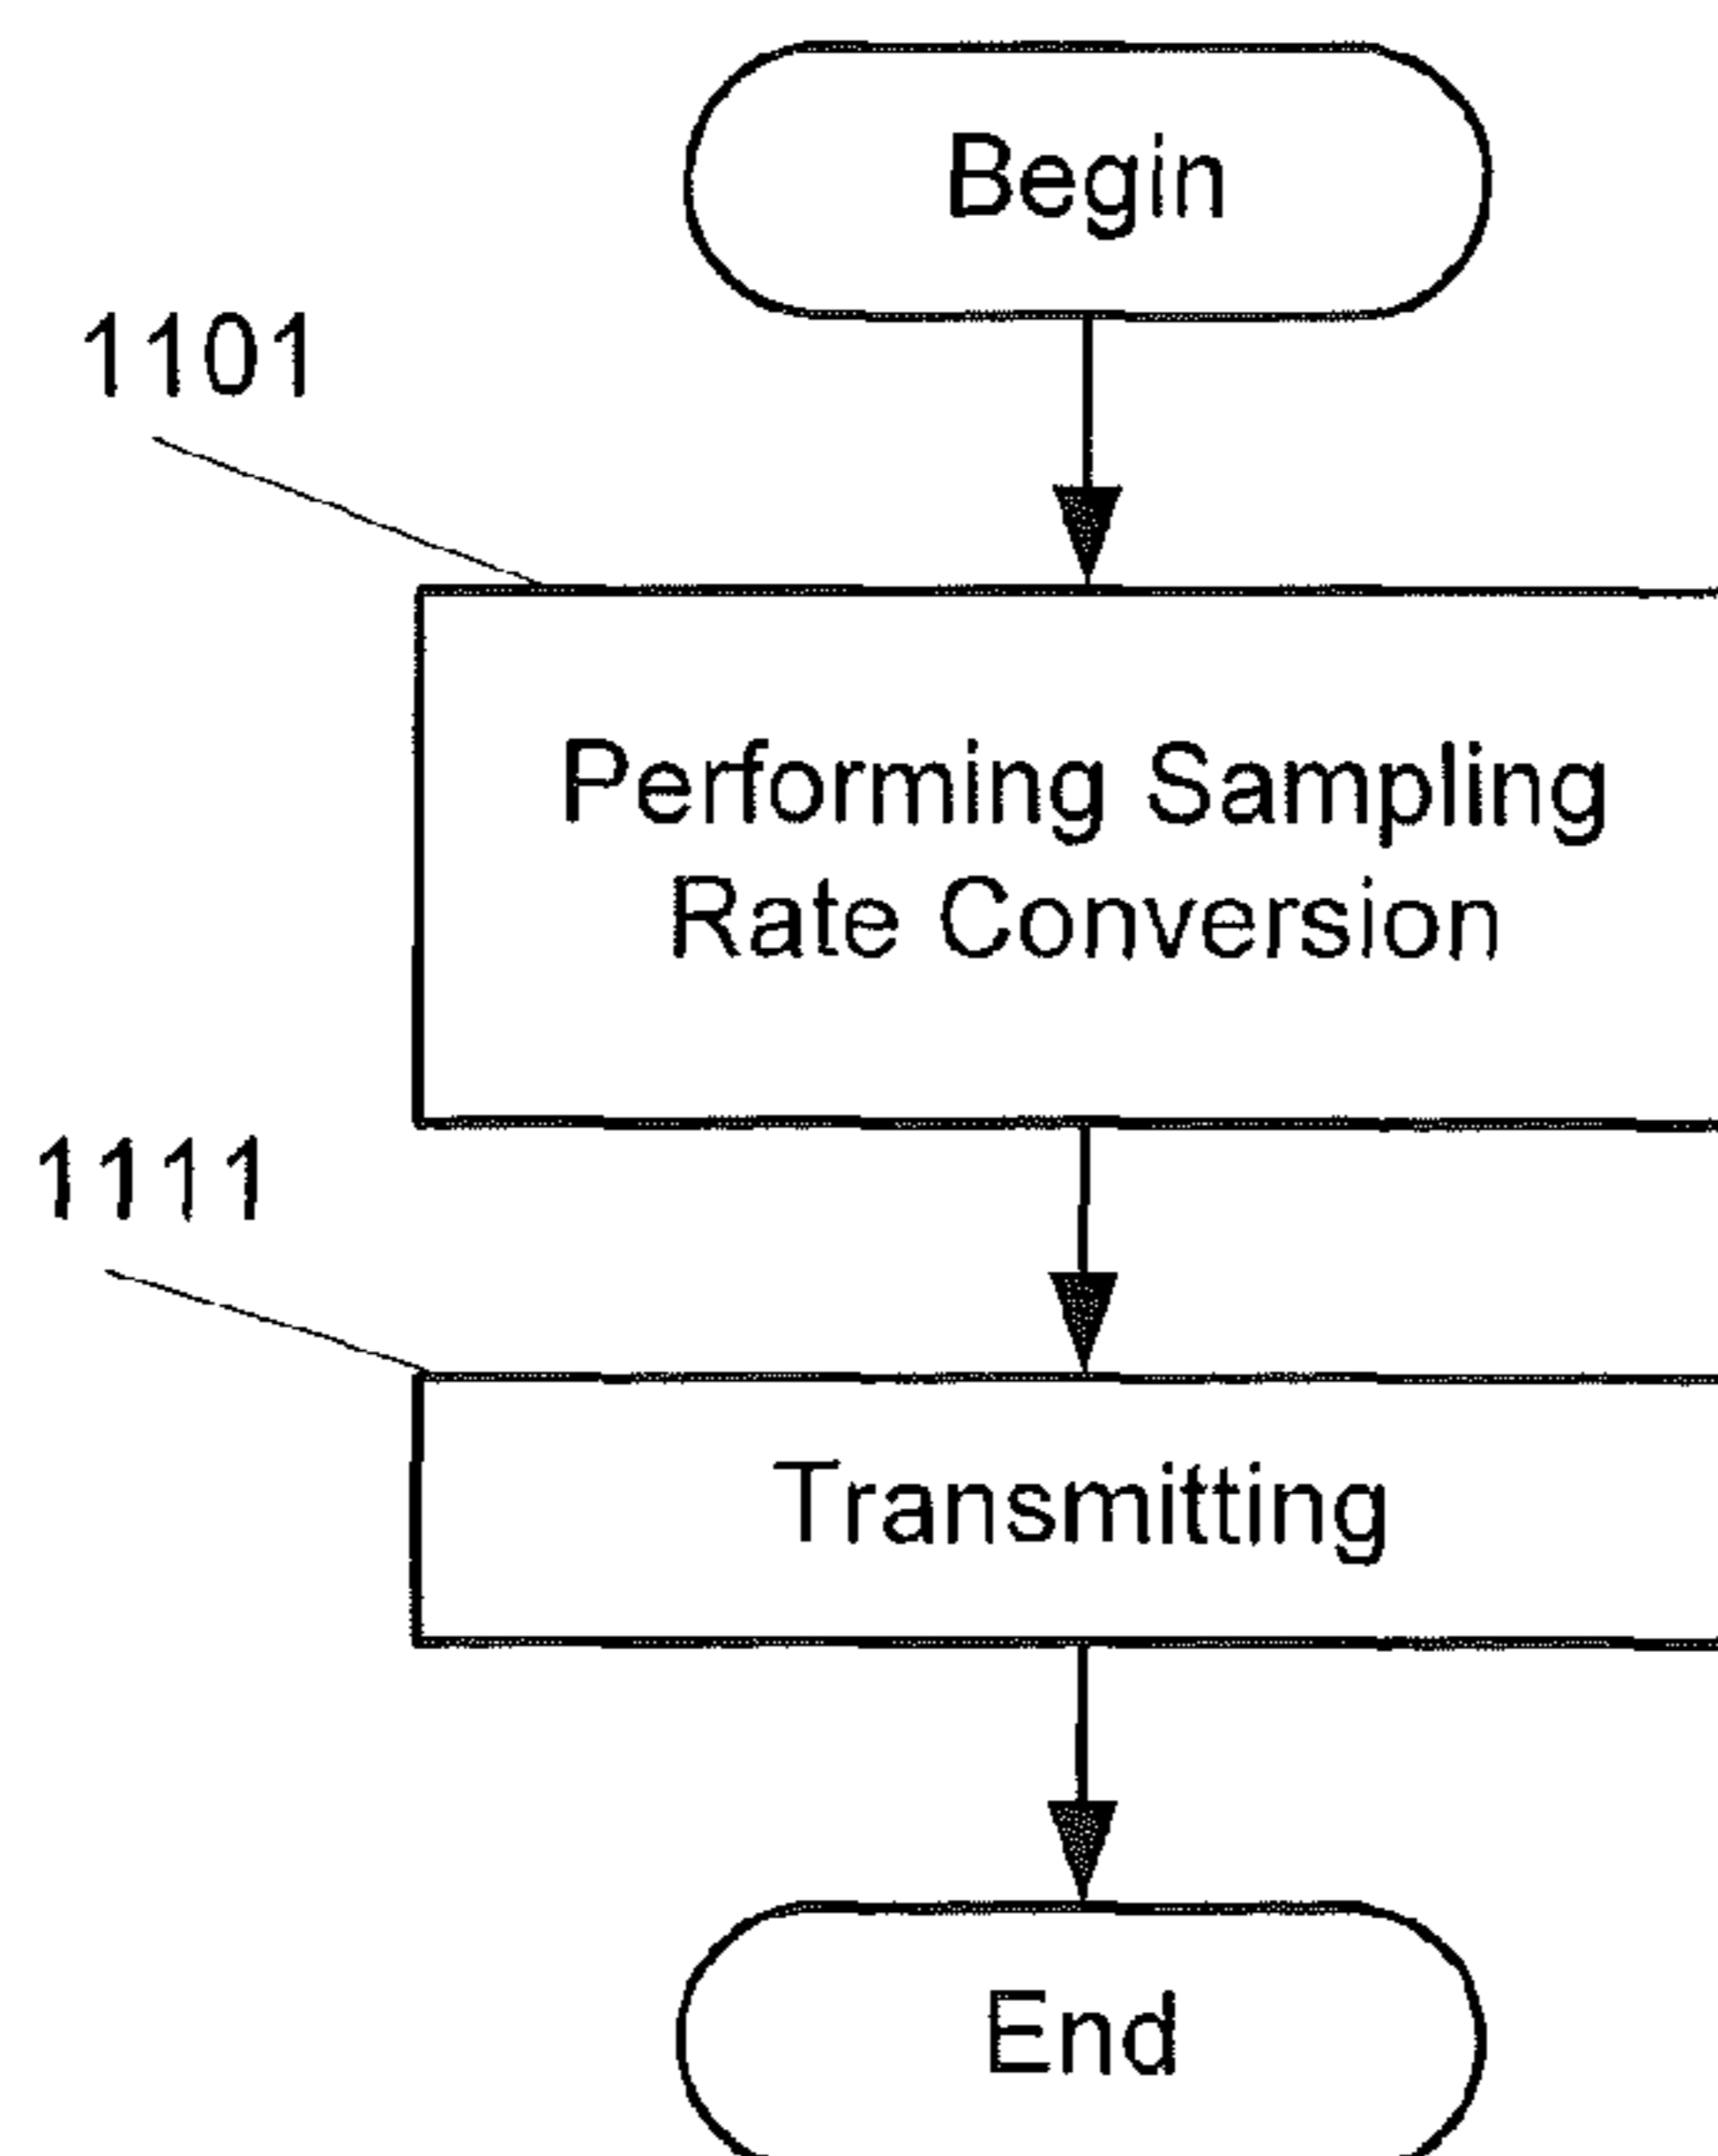 Begin
1101
Performing Sampling
Rate Conversion
1111
Transmitting
End